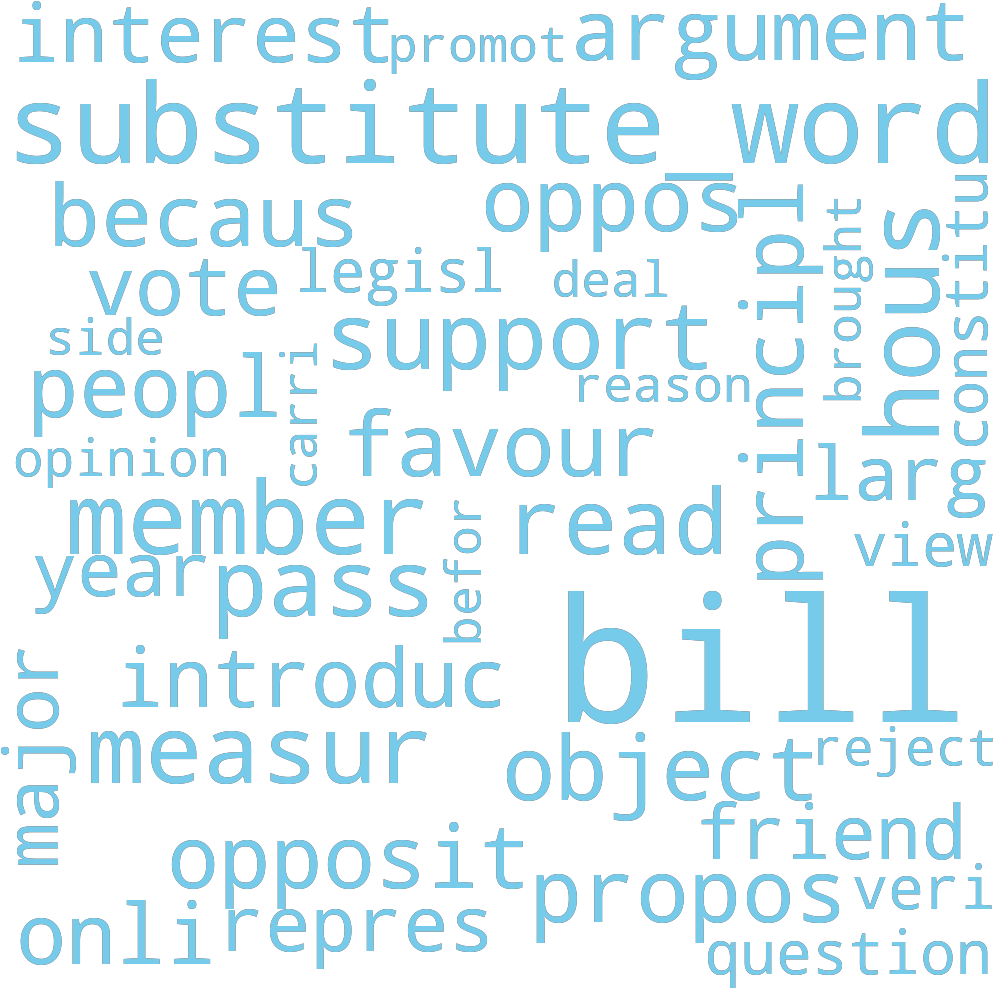 interest
promot
argument
substitute_word
becaus
oppos
principl
brought
hous
constitu
vote
legisl
deal
side
support
peopl
carri
reason
opinion
favour
larg
member
read
befor
view
year
pass
bill
major
introduc
measur
object
reject
friend
opposit
propos
veri
onli
repres
question